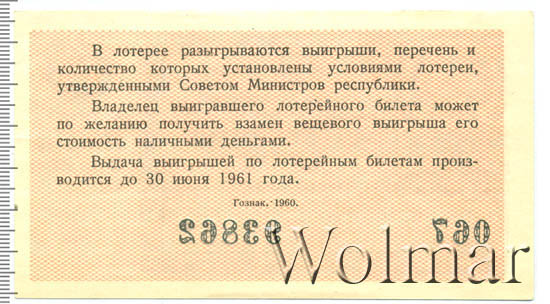 В лотерее разыгрываются выигрыши, перечень и
количество которых установлены условиями лотереи,
утвержденными Советом Министров республики.
Владелец выигравшего лотерейного билета может
по желанию получить взамен вещевого выигрыша его
стоимость наличными деньгами.
Выдача выигрышей по лотерейным билетам произ-
водится до 30 июня 1961 года.
Гознак. 1960.
Wolmar